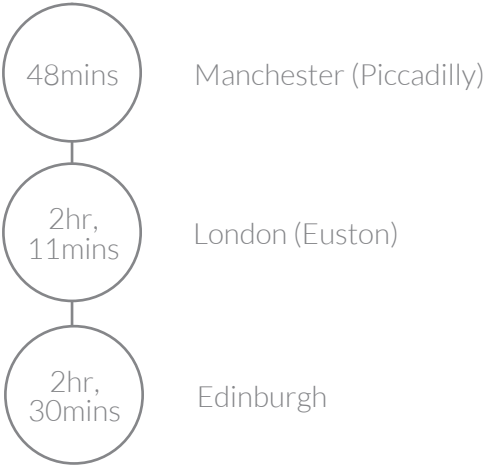 48mins
Manchester (Piccadilly)
2hr,
11mins
London (Euston)
2hr,
30mins
Edinburgh